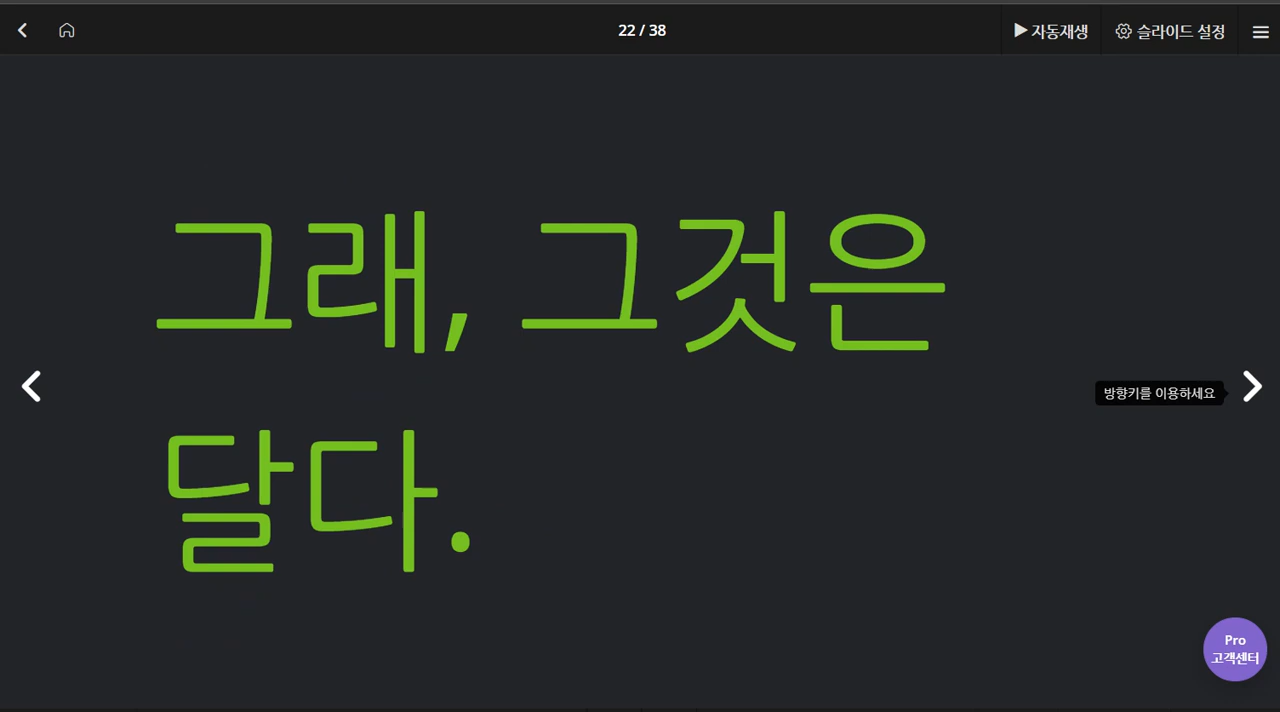 22 / 38
▶ 자동재생
슬라이드 설정
그래, 그것은
방향키를 이용하세요
달다.
Pro
고객센터